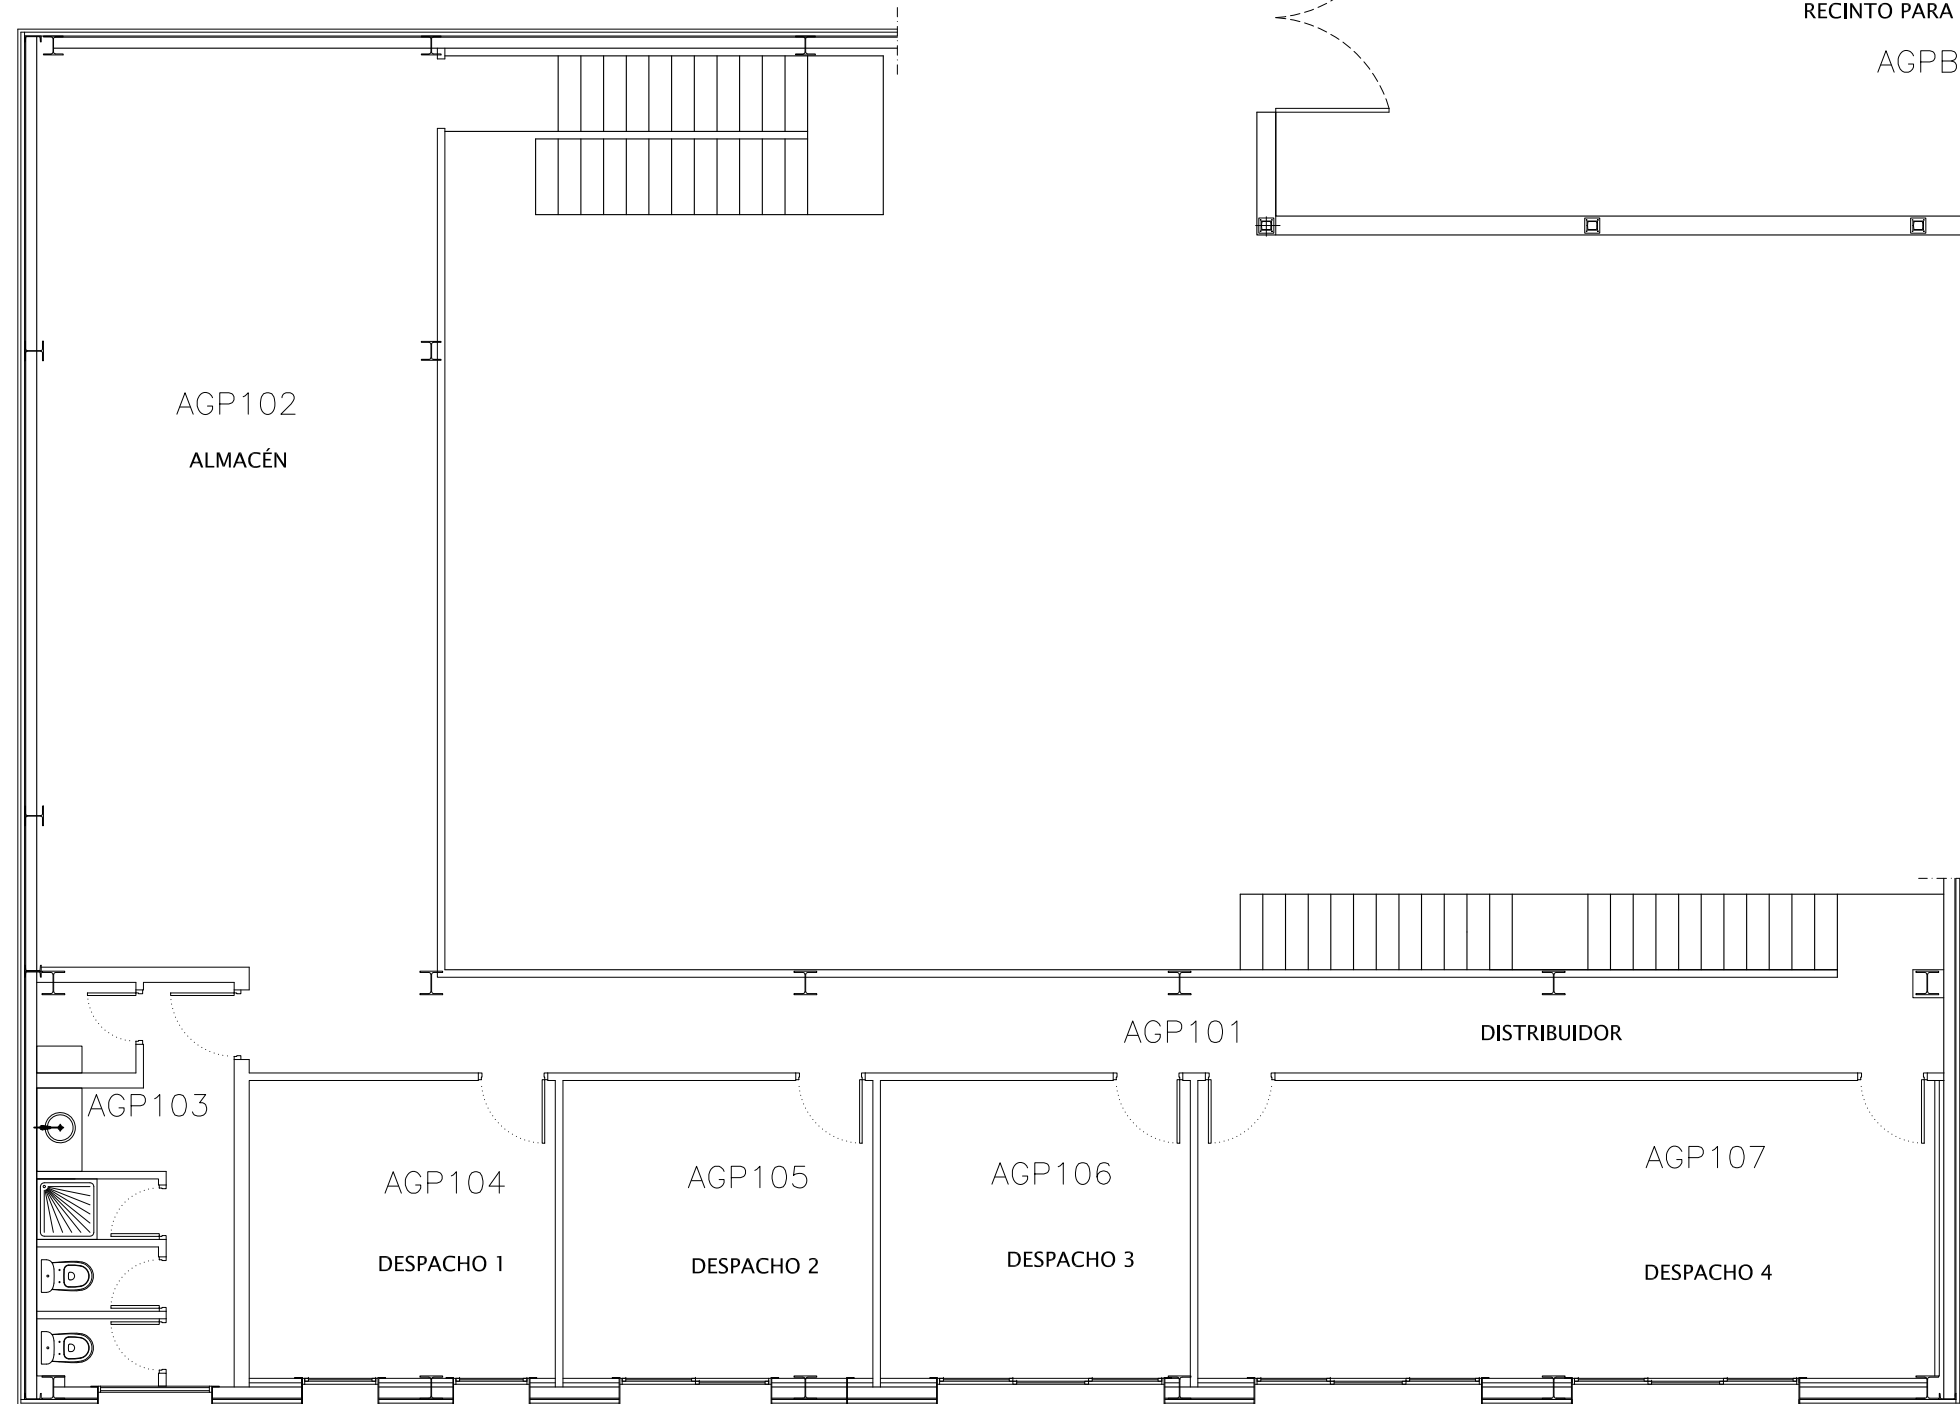 RECINTO PARA
AGPB
AGP102
ALMACÉN
AGP101
DISTRIBUIDOR
AGP103
AGP104
DESPACHO 1
AGP105
DESPACHO 2
AGP106
DESPACHO 3
AGP107
DESPACHO 4